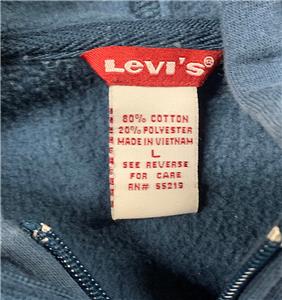 Levi's®
80% COTTON
20% POLYESTER
MADE IN VIETNAM
L
SEE REVERSE
FOR CARE
RN# 55219